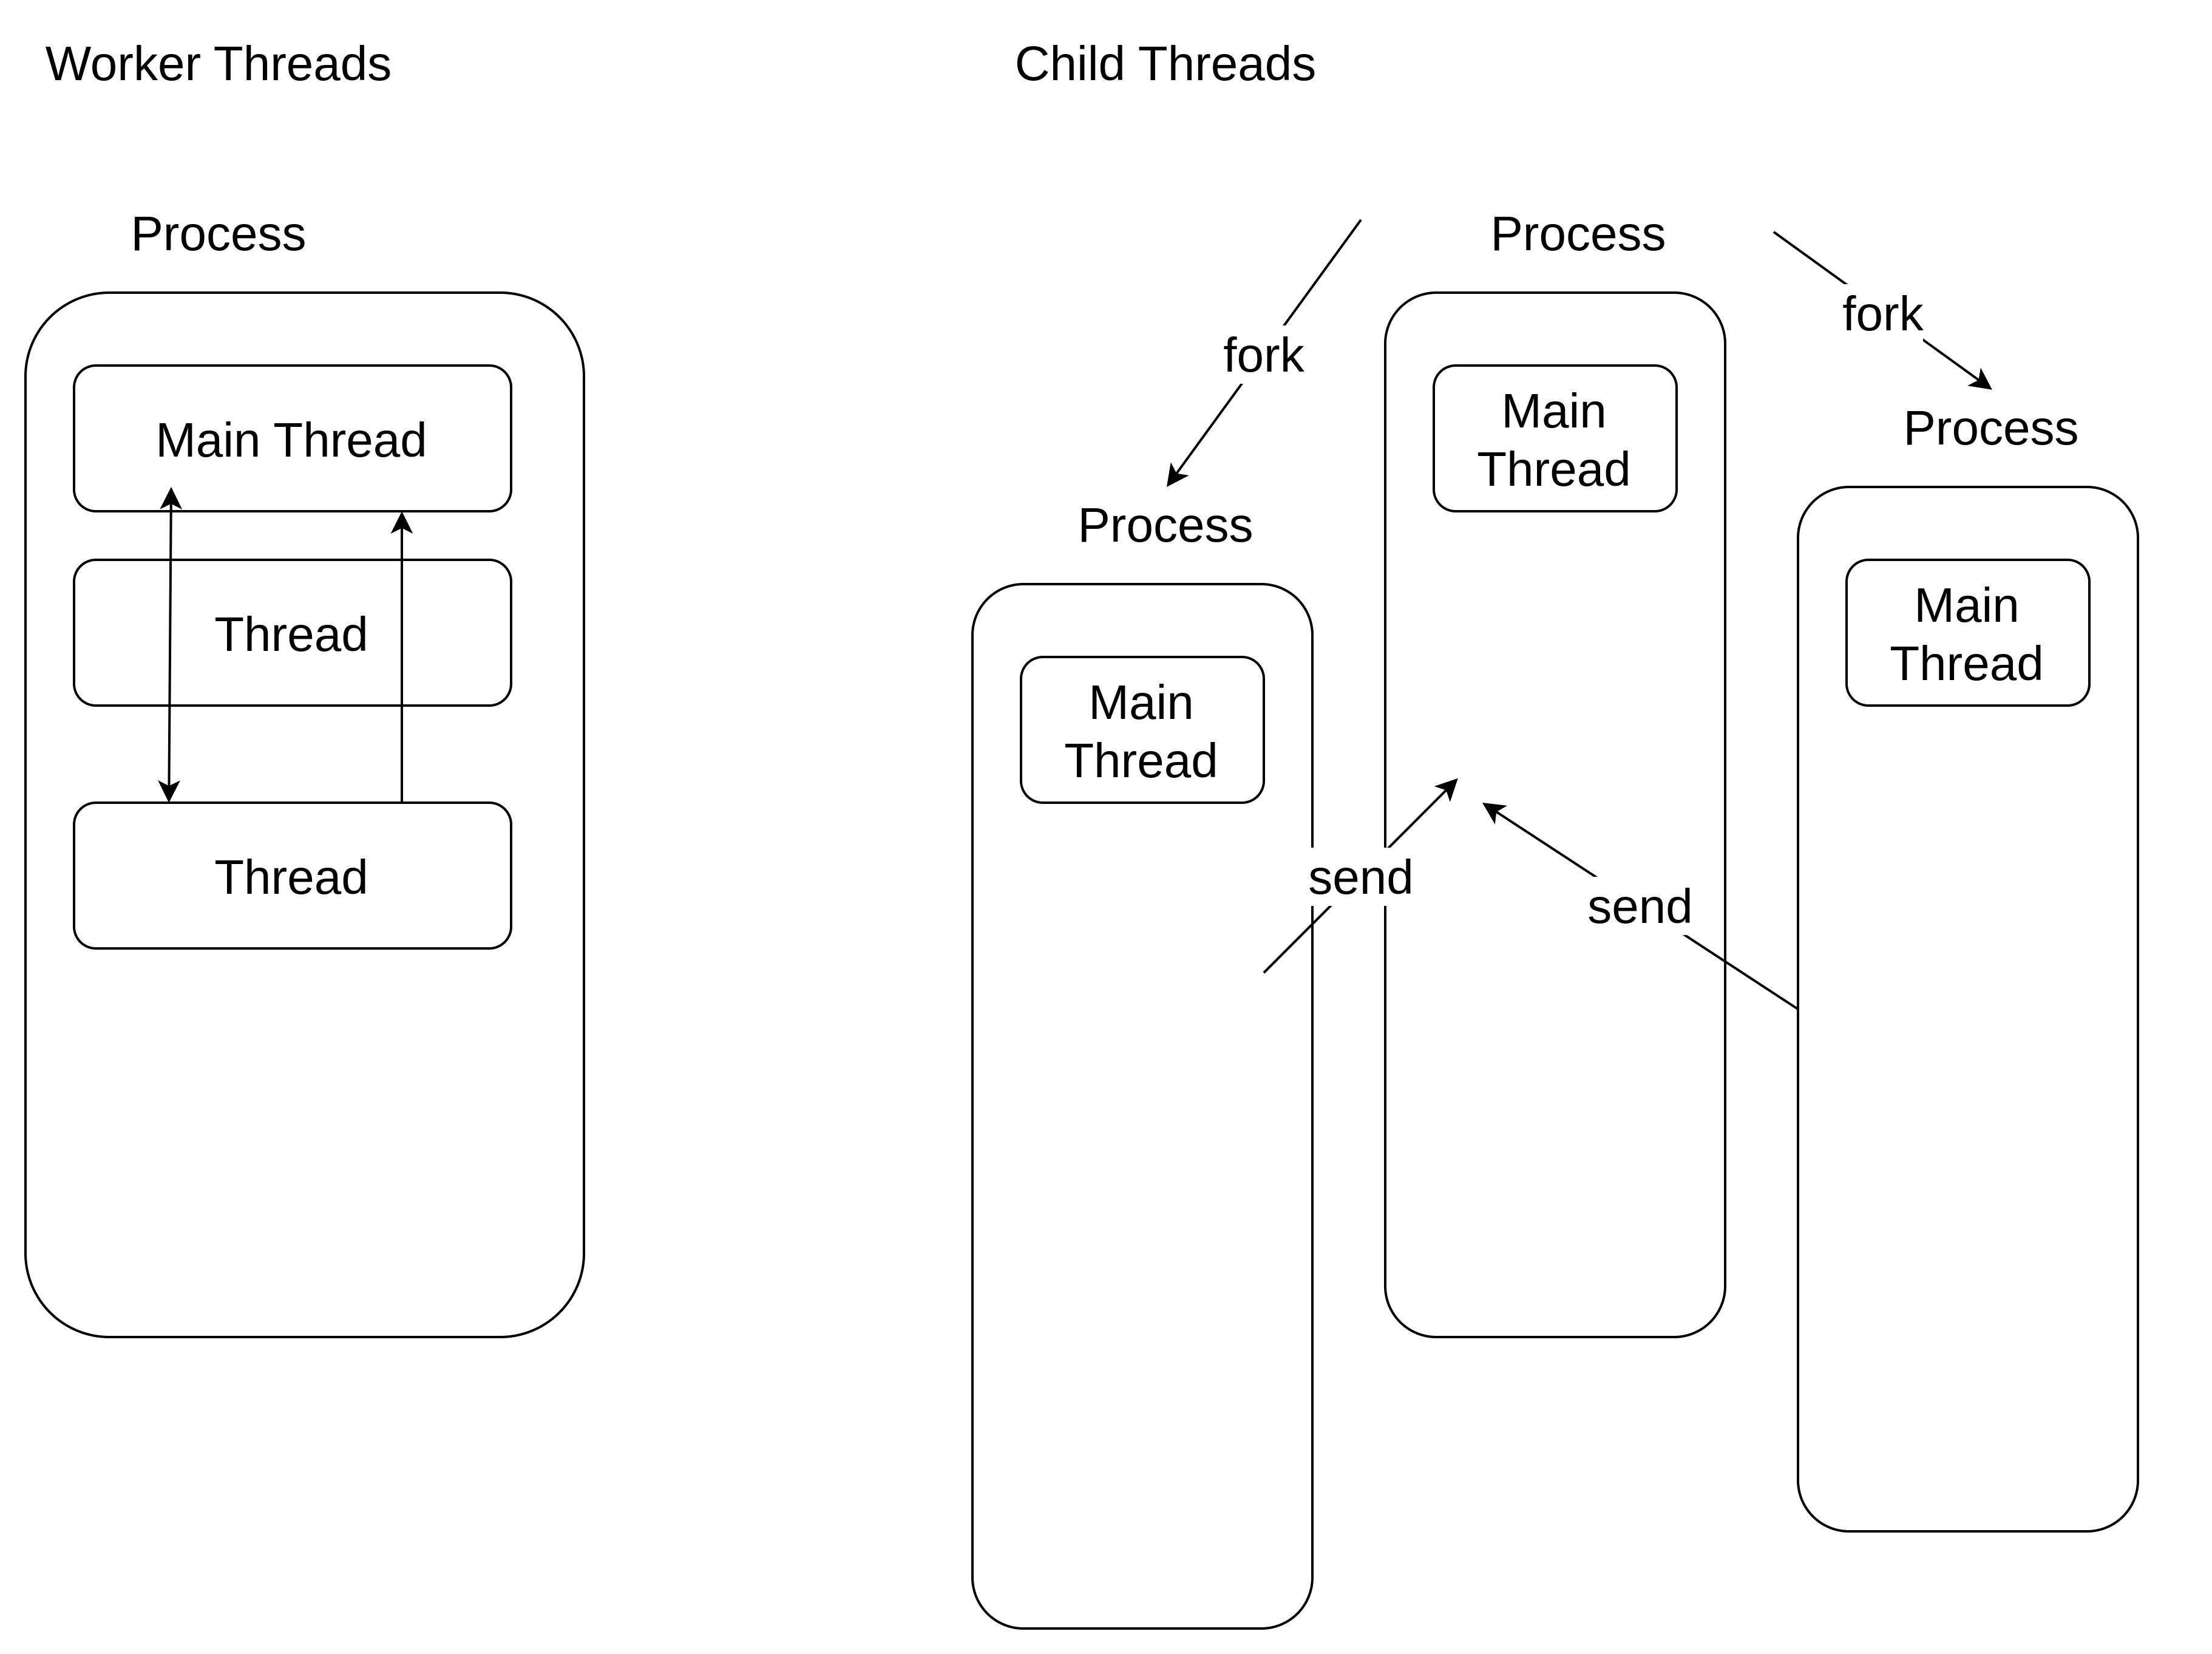 Worker Threads
Child Threads
Process
Main Thread
Thread
Thread
Process
fork
fork
Process
Process
Main
Thread
Main
Thread
Main
Thread
send
send